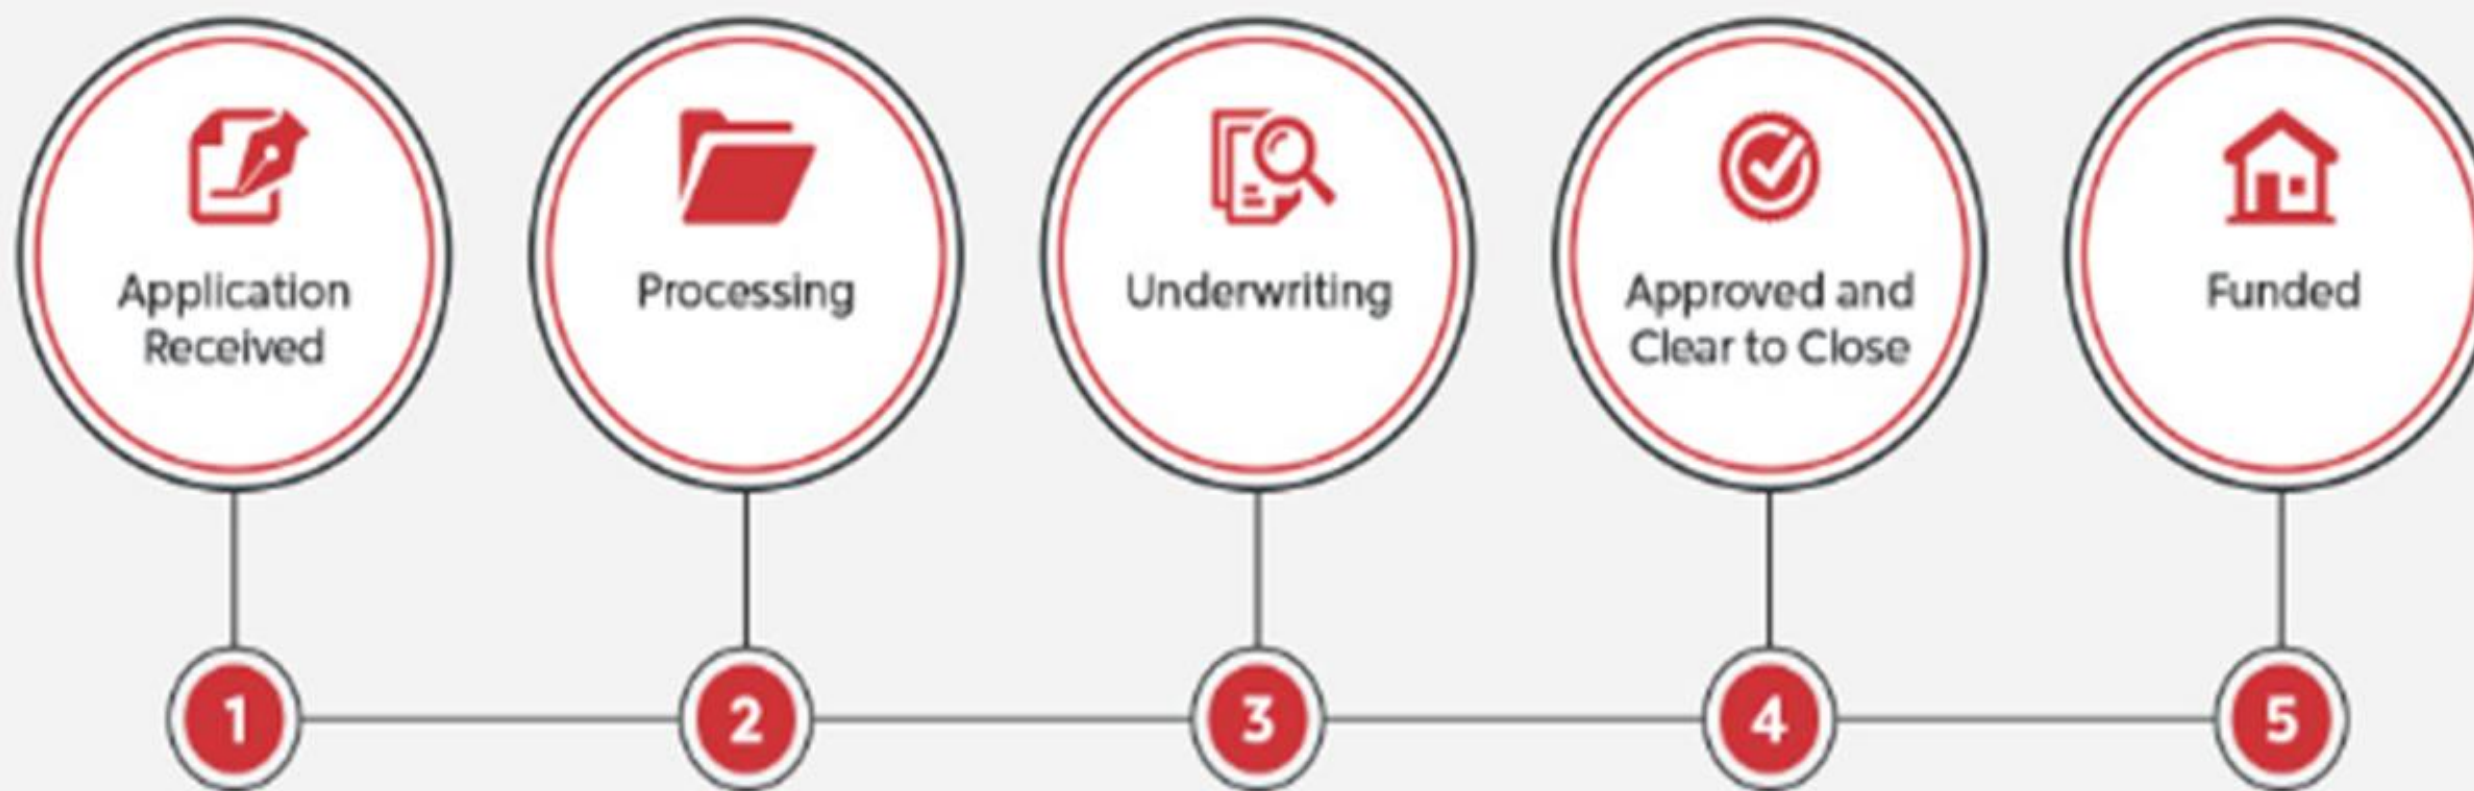 Application
Received
Processing
Underwriting
Approved and
Clear to Close
Funded
1
2
3
4
5